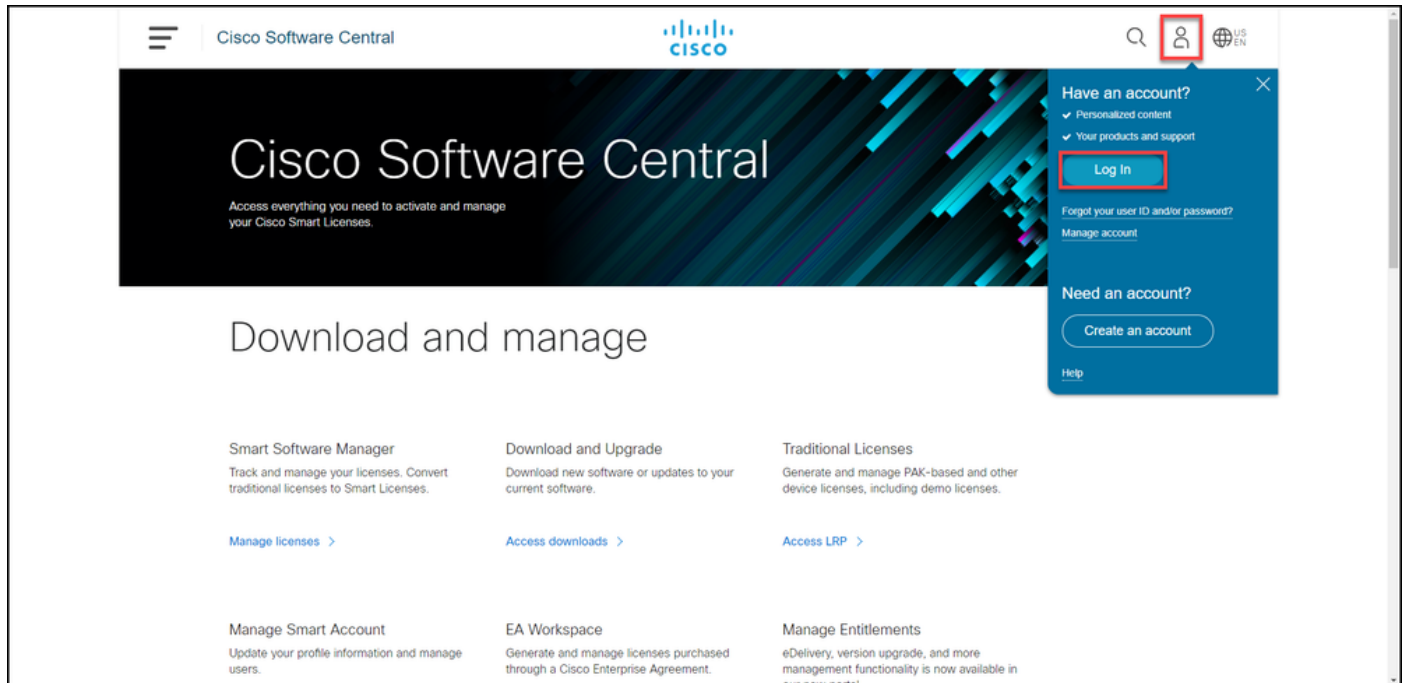 Cisco Software Central
CISCO
US
EN
Have an account?
Personalized content
Your products and support
Log In
Forgot your user ID and/or password?
Manage account
Need an account?
Create an account
Help
Cisco Software Central
Access everything you need to activate and manage
your Cisco Smart Licenses.
Download and manage
Smart Software Manager
Track and manage your licenses. Convert
traditional licenses to Smart Licenses.
Manage licenses
Download and Upgrade
Download new software or updates to your
current software.
Access downloads
Traditional Licenses
Generate and manage PAK-based and other
device licenses, including demo licenses.
Access LRP
Manage Smart Account
Update your profile information and manage
users.
EA Workspace
Generate and manage licenses purchased
through a Cisco Enterprise Agreement.
Manage Entitlements
eDelivery, version upgrade, and more
management functionality is now available in